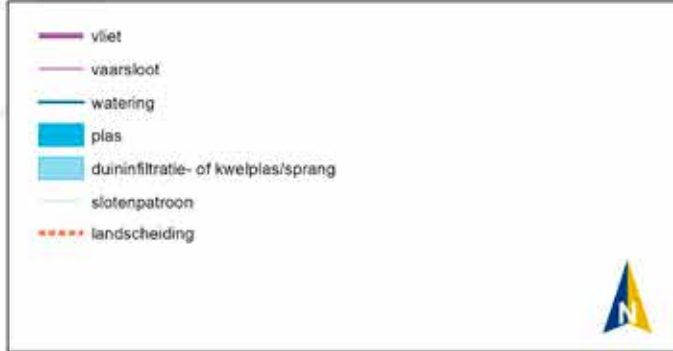 vliet
vaarsloot
watering
plas
duininfiltratie- of kwelplas/sprang
slotenpatroon
landscheiding
N